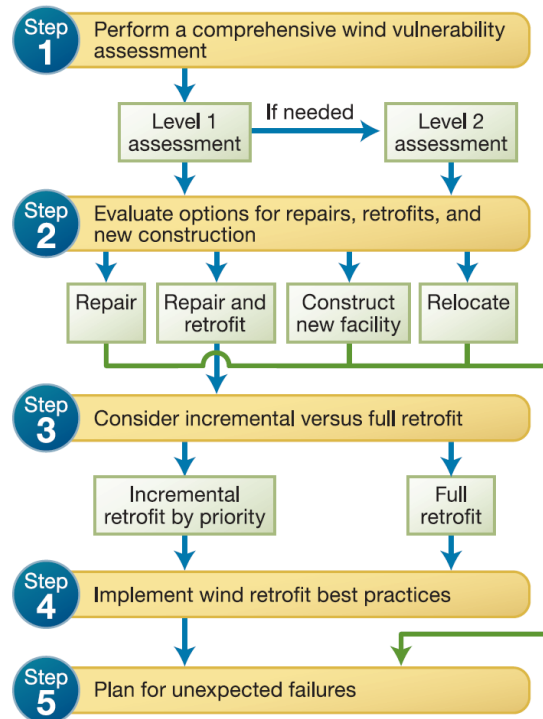 Step
1
Perform a comprehensive wind vulnerability
assessment
Level 1
assessment
If needed
Level 2
assessment
Step
2
Evaluate options for repairs, retrofits, and
new construction
Repair
Repair and
retrofit
Construct
new facility
Relocate
Step
3
Consider incremental versus full retrofit
Incremental
retrofit by priority
Full
retrofit
Step
4
Implement wind retrofit best practices
Step
5
Plan for unexpected failures